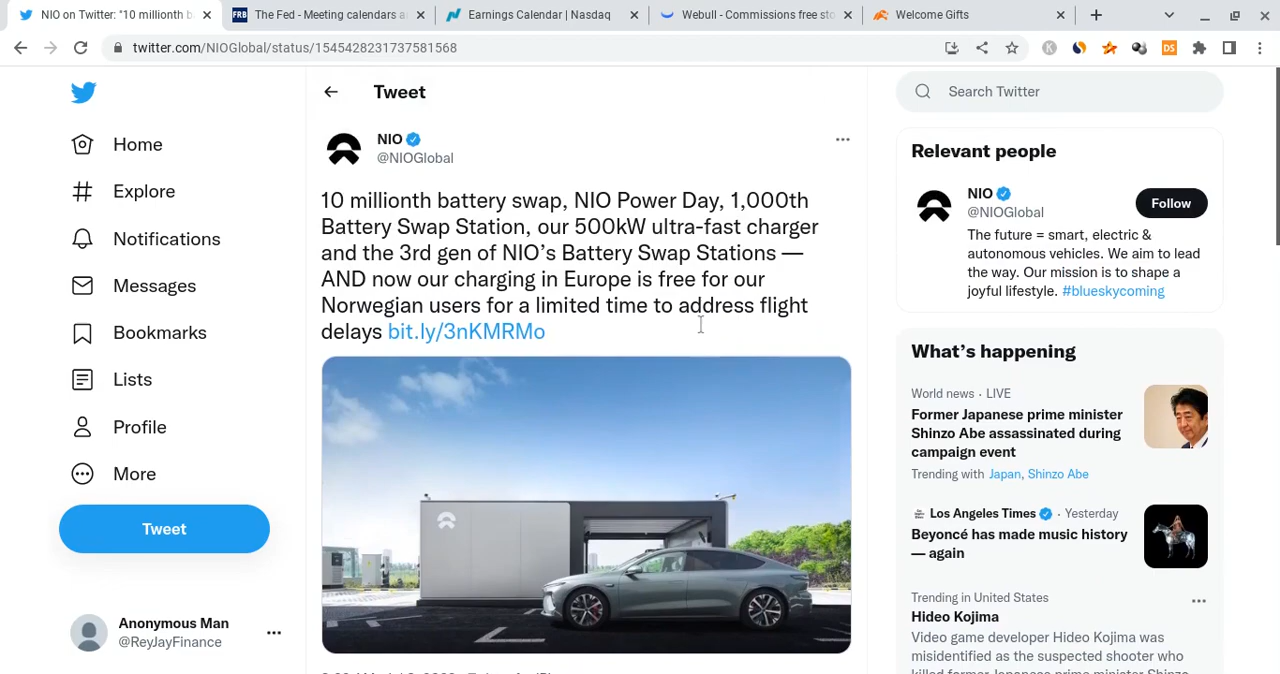 NIO on Twitter: "10 millionth b
The Fed - Meeting calendars a
Earnings Calendar | Nasdaq
Webull - Commissions free sto
Welcome Gifts
twitter.com/NIOGlobal/status/1545428231737581568
Home
Explore
Notifications
Messages
Bookmarks
Lists
Profile
More
Tweet
Anonymous Man
@ReyJayFinance
Tweet
NIO
@NIOGlobal
10 millionth battery swap, NIO Power Day, 1,000th
Battery Swap Station, our 500kW ultra-fast charger
and the 3rd gen of NIO’s Battery Swap Stations —
AND now our charging in Europe is free for our
Norwegian users for a limited time to address flight
delays bit.ly/3nKMRMo
Search Twitter
Relevant people
NIO
@NIOGlobal
Follow
The future = smart, electric &
autonomous vehicles. We aim to lead
the way. Our mission is to shape a
joyful lifestyle. #blueskycoming
What’s happening
World news · LIVE
Former Japanese prime minister
Shinzo Abe assassinated during
campaign event
Trending with Japan, Shinzo Abe
Los Angeles Times · Yesterday
Beyoncé has made music history
— again
Trending in United States
Hideo Kojima
Video game developer Hideo Kojima was
misidentified as the suspected shooter who
killed former Japanese prime minister Shinzo